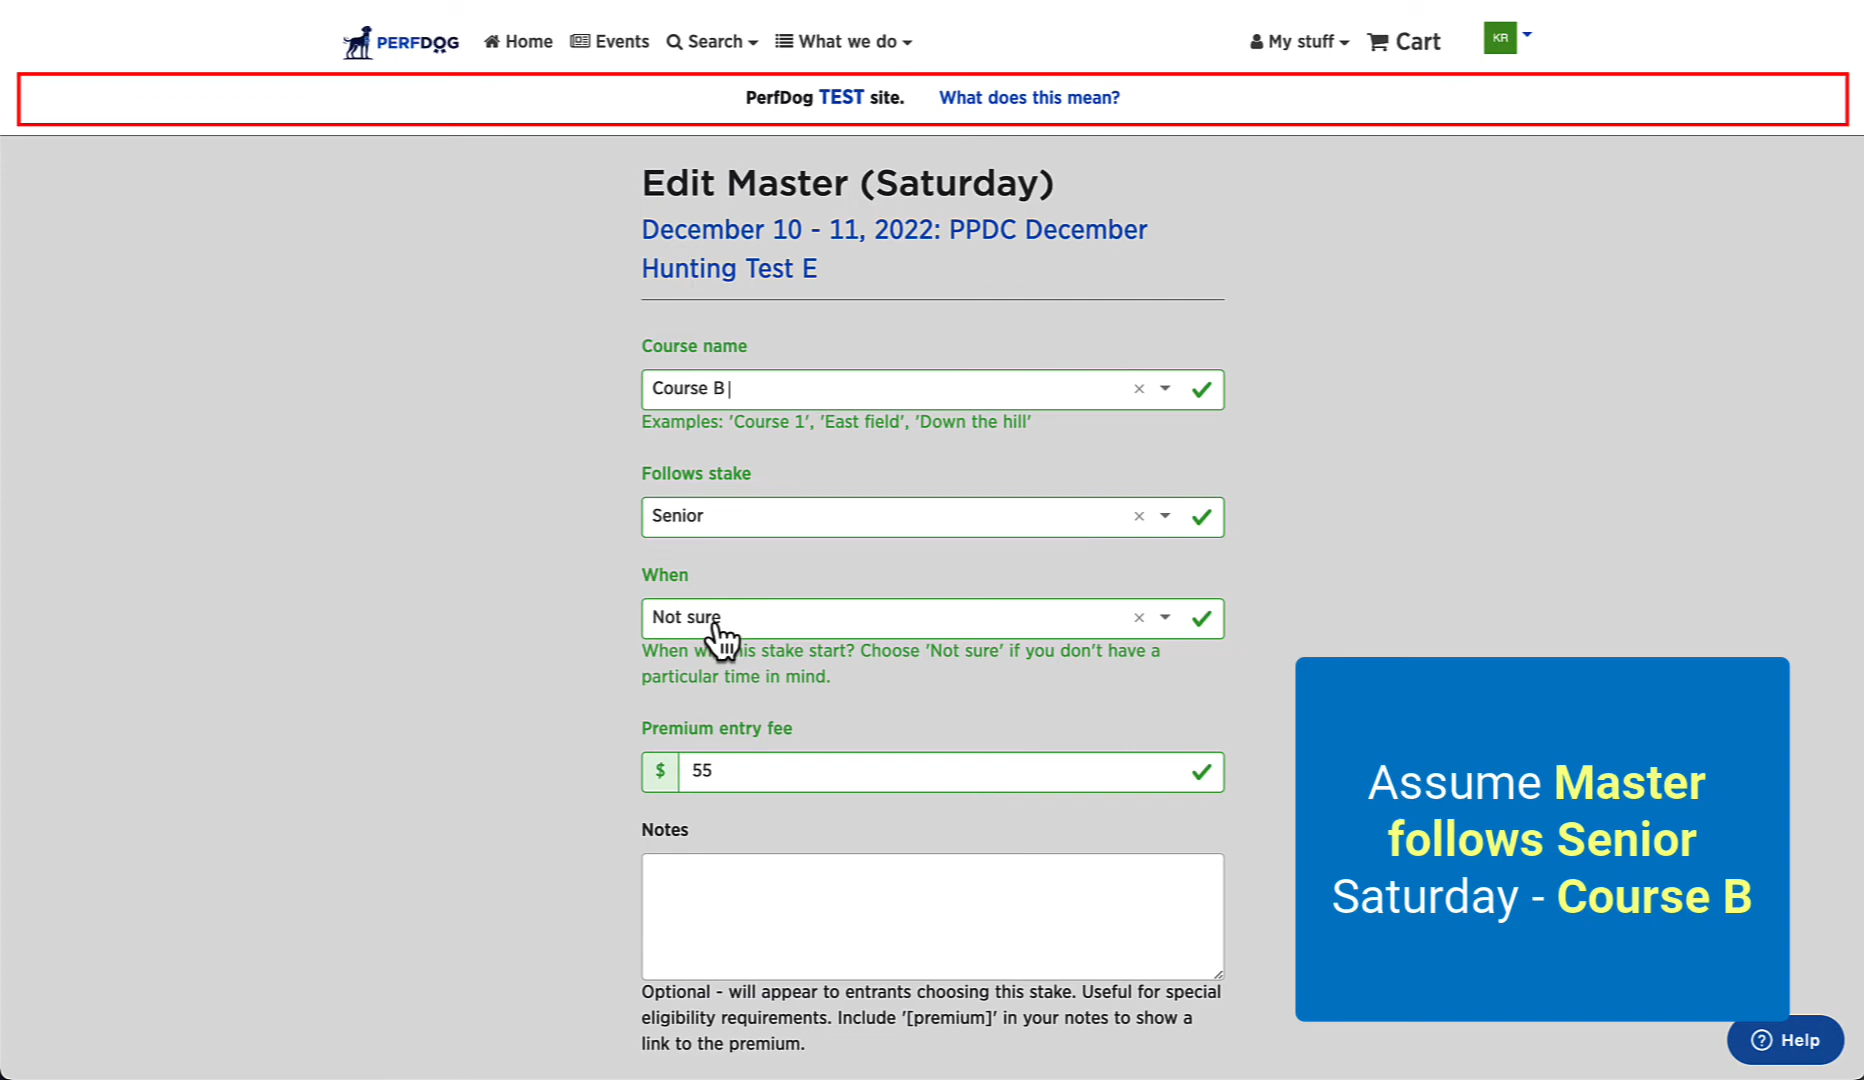 PERFDOG Home Events Search What we do My stuff Cart KR
PerfDog TEST site. What does this mean?
Edit Master (Saturday)
December 10 - 11, 2022: PPDC December
Hunting Test E
Course name
Course B
Examples: 'Course 1', 'East field', 'Down the hill'
Follows stake
Senior
When
Not sure
When w is stake start? Choose 'Not sure' if you don't have a
particular time in mind.
Premium entry fee
$ 55
Notes
Optional - will appear to entrants choosing this stake. Useful for special
eligibility requirements. Include '[premium]' in your notes to show a
link to the premium.
Assume Master
follows Senior
Saturday - Course B
? Help